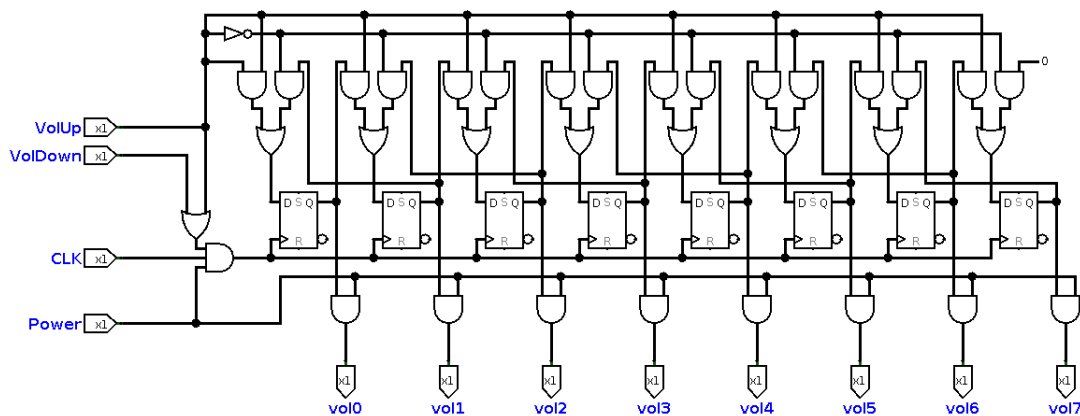 0
VolUp x1
VolDown x1
D S Q D S Q D S Q D S Q D S Q D S Q D S Q D S Q
R R R R R R R R
CLK x1
Power x1
x1 x1 x1 x1 x1 x1 x1 x1
vol0 vol1 vol2 vol3 vol4 vol5 vol6 vol7